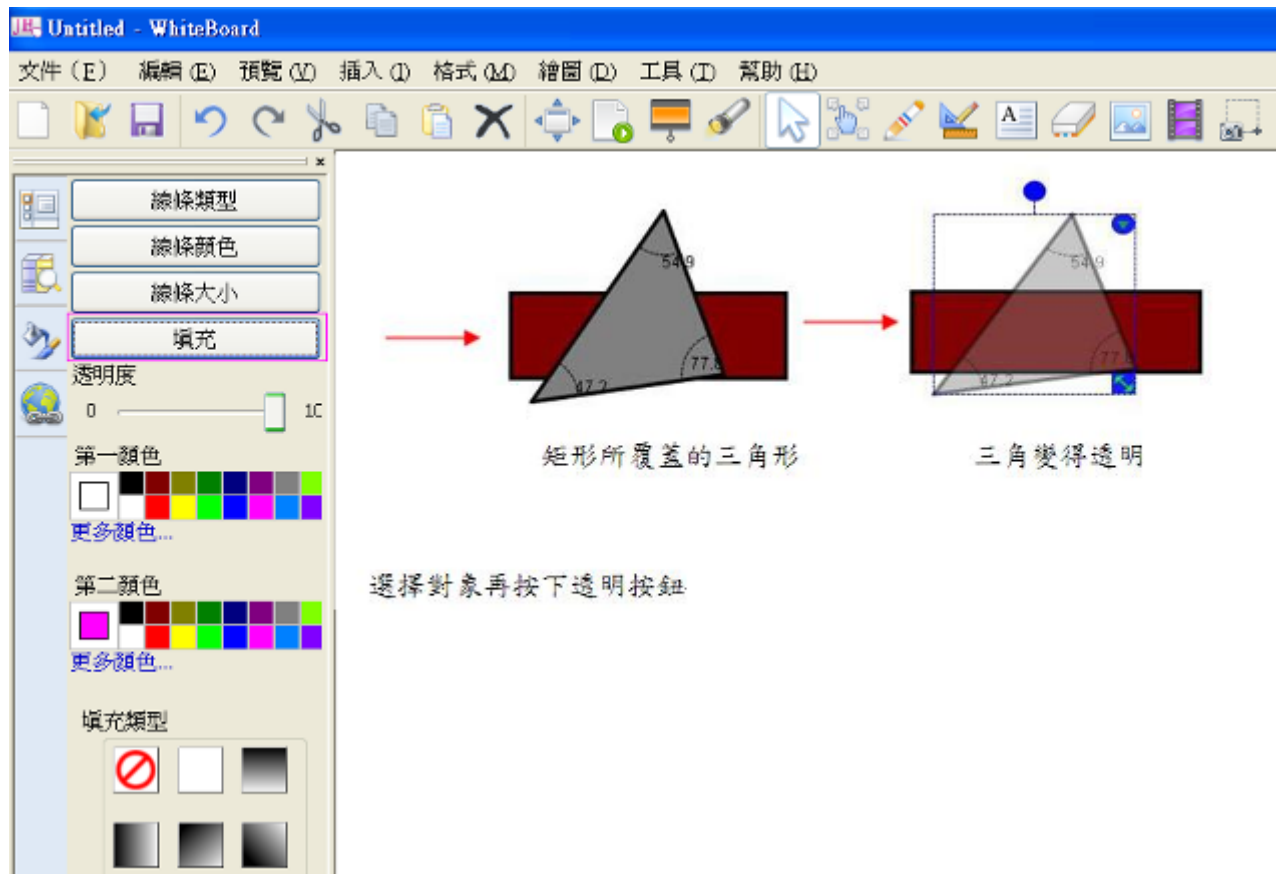 Untitled - WhiteBoard
文件(E) 編輯(E) 預覽(V) 插入(I) 格式(M) 繪圖(D) 工具(T) 幫助(H)
線條類型
線條顏色
線條大小
填充
透明度
0 10
第一顏色
更多顏色...
第二顏色
更多顏色...
填充類型
54.9
77.8
47.2
54.9
77.8
47.2
矩形所覆蓋的三角形
三角變得透明
選擇對象再按下透明按鈕